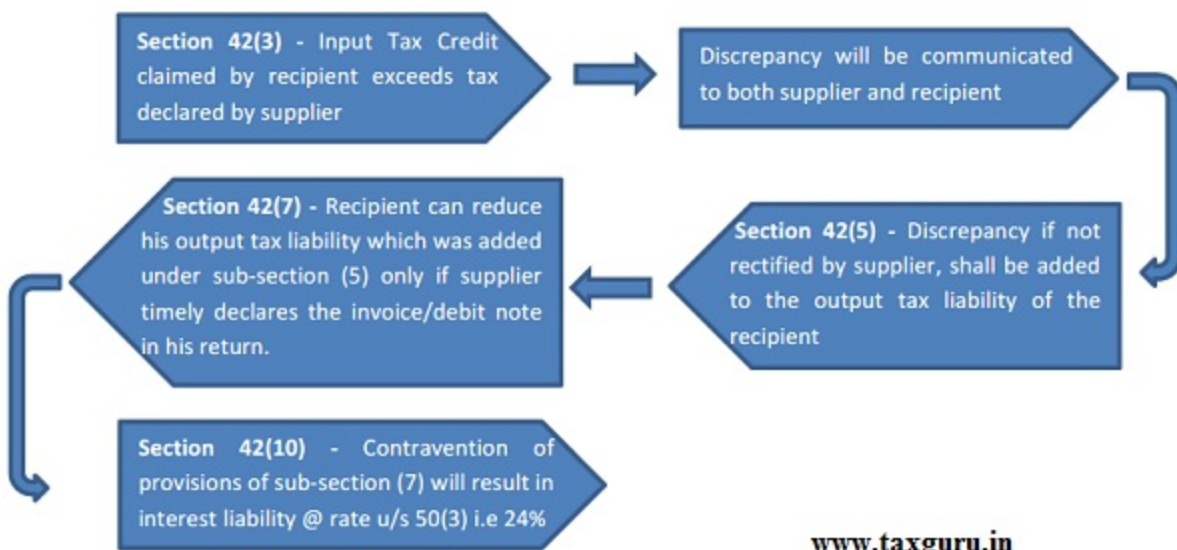 Section 42(3) - Input Tax Credit
claimed by recipient exceeds tax
declared by supplier
Discrepancy will be communicated
to both supplier and recipient
Section 42(5) - Discrepancy if not
rectified by supplier, shall be added
to the output tax liability of the
recipient
Section 42(7) - Recipient can reduce
his output tax liability which was added
under sub-section (5) only if supplier
timely declares the invoice/debit note
in his return.
Section 42(10) - Contravention of
provisions of sub-section (7) will result in
interest liability @ rate u/s 50(3) i.e 24%
www.taxguru.in